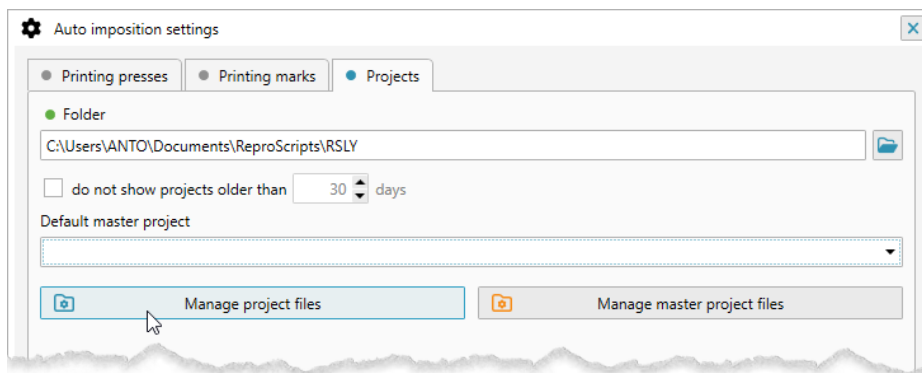 Auto imposition settings
Printing presses Printing marks Projects
Folder
C:\Users\ANTO\Documents\ReproScripts\RSLY
do not show projects older than 30 days
Default master project
Manage project files Manage master project files